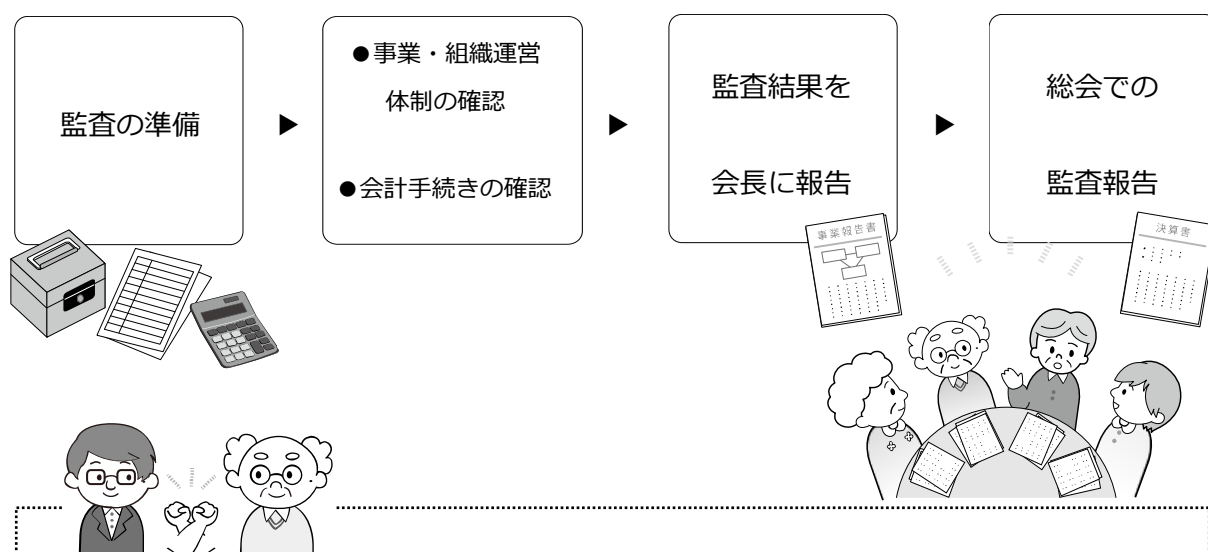 監査の準備
▶
●事業・組織運営
体制の確認
●会計手続きの確認
▶
監査結果を
会長に報告
▶
総会での
監査報告
事業報告書
決算書